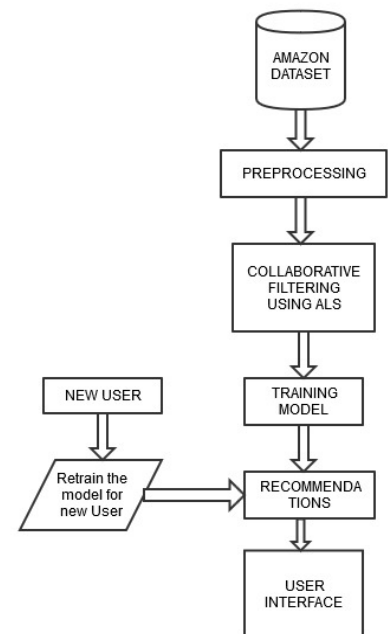 AMAZON
DATASET
PREPROCESSING
COLLABORATIVE
FILTERING
USING ALS
NEW USER
TRAINING
MODEL
Retrain the
model for
new User
RECOMMENDA
TIONS
USER
INTERFACE